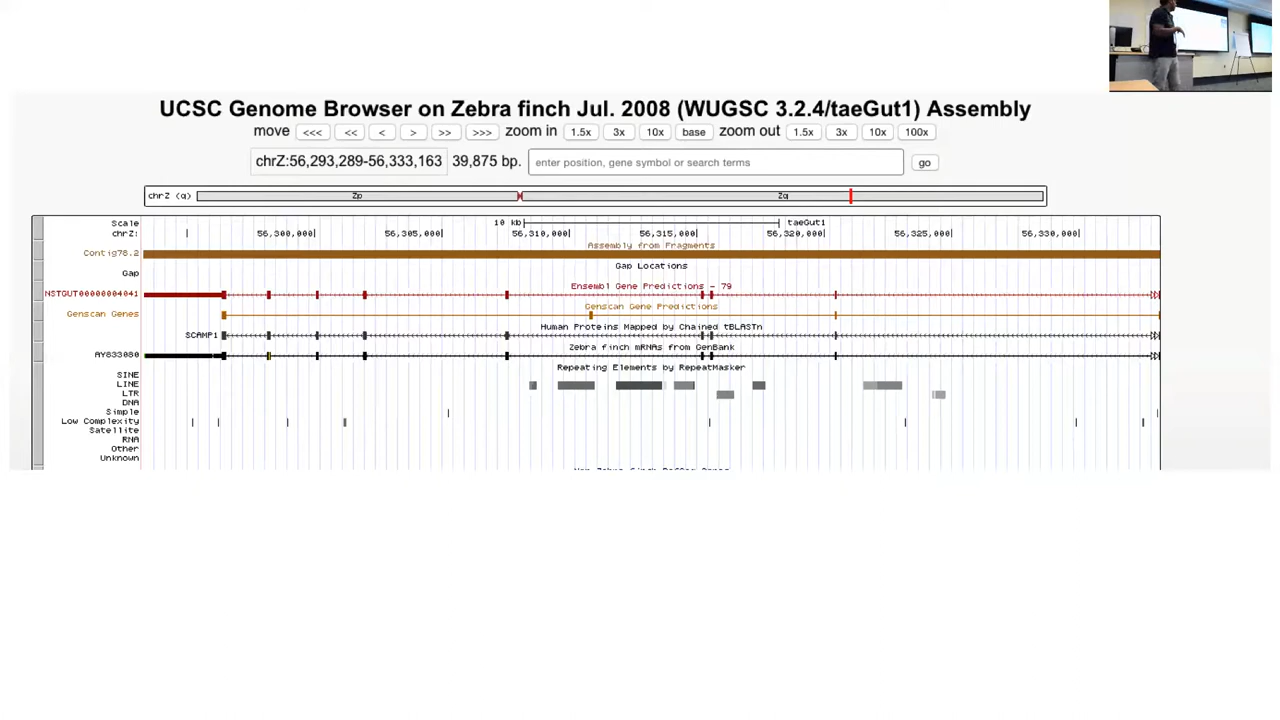 UCSC Genome Browser on Zebra finch Jul. 2008 (WUGSC 3.2.4/taeGut1) Assembly
move <<< << < > >> >>> zoom in 1.5x 3x 10x base zoom out 1.5x 3x 10x 100x
chrZ:56,293,289-56,333,163 39,875 bp. enter position, gene symbol or search terms go
chrZ (q) Zp Zq
Scale 10 kb taeGut1
chrZ: 56,300,000 56,305,000 56,310,000 56,315,000 56,320,000 56,325,000 56,330,000
Assembly from Fragments
Contig78.2
Gap Locations
Gap
Ensembl Gene Predictions - 79
NSTGUT00000004041
Genscan Gene Predictions
Genscan Genes
Human Proteins Mapped by Chained tBLASTn
SCAMP1
Zebra finch mRNAs from GenBank
AY833080
Repeating Elements by RepeatMasker
SINE
LINE
LTR
DNA
Simple
Low Complexity
Satellite
RNA
Other
Unknown